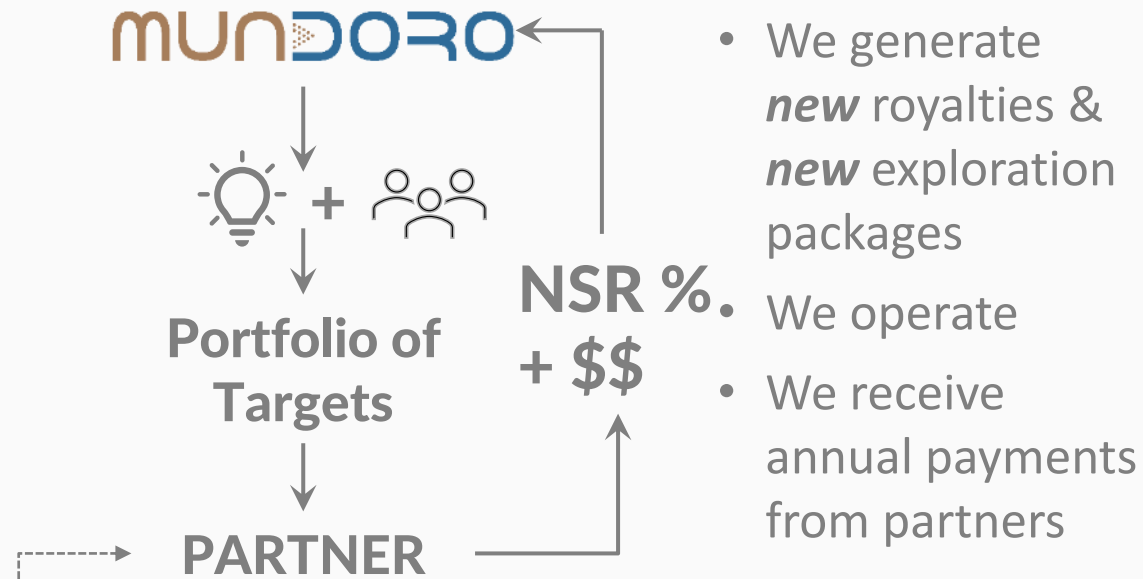 MUNDORO
+
Portfolio of
Targets
PARTNER
NSR %
+ $$
• We generate
new royalties &
new exploration
packages
• We operate
• We receive
annual payments
from partners